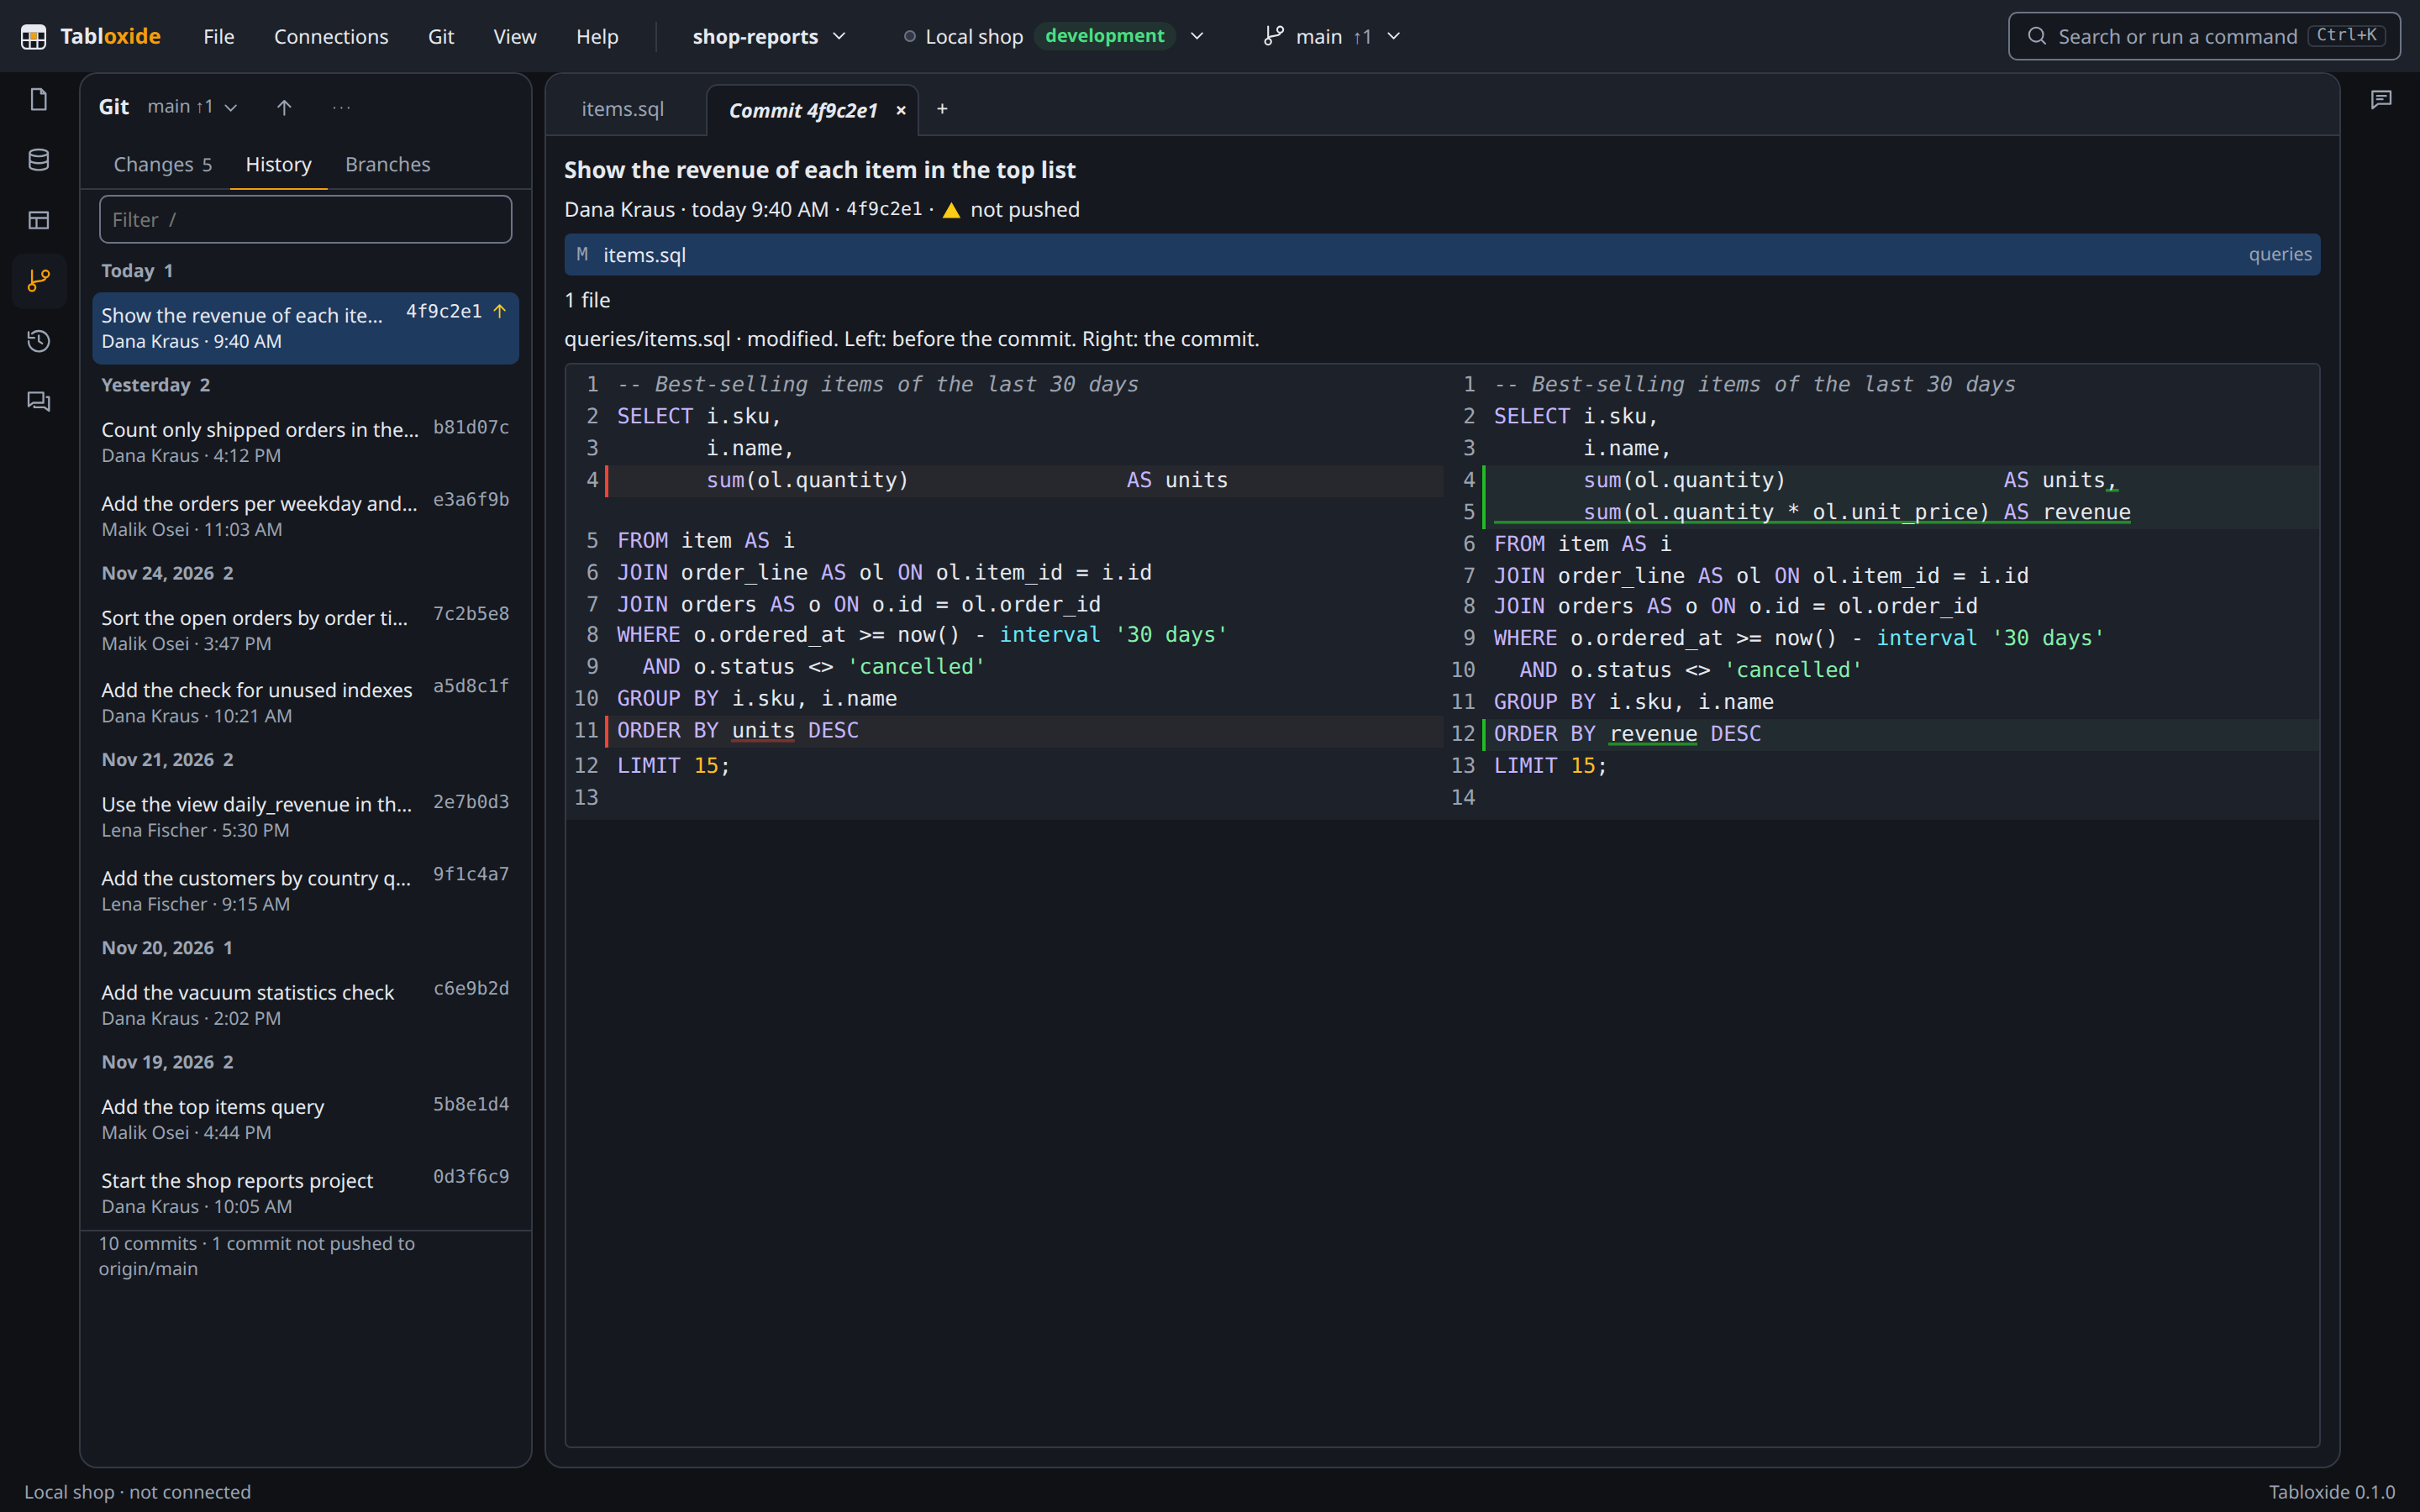 Tabloxide File Connections Git View Help shop-reports Local shop development main ↑1 Search or run a command Ctrl+K
Git main ↑1 ···
Changes 5 History Branches
Filter /
Today 1
Show the revenue of each ite... 4f9c2e1 ↑
Dana Kraus · 9:40 AM
Yesterday 2
Count only shipped orders in the... b81d07c
Dana Kraus · 4:12 PM
Add the orders per weekday and... e3a6f9b
Malik Osei · 11:03 AM
Nov 24, 2026 2
Sort the open orders by order ti... 7c2b5e8
Malik Osei · 3:47 PM
Add the check for unused indexes a5d8c1f
Dana Kraus · 10:21 AM
Nov 21, 2026 2
Use the view daily_revenue in th... 2e7b0d3
Lena Fischer · 5:30 PM
Add the customers by country q... 9f1c4a7
Lena Fischer · 9:15 AM
Nov 20, 2026 1
Add the vacuum statistics check c6e9b2d
Dana Kraus · 2:02 PM
Nov 19, 2026 2
Add the top items query 5b8e1d4
Malik Osei · 4:44 PM
Start the shop reports project 0d3f6c9
Dana Kraus · 10:05 AM
10 commits · 1 commit not pushed to
origin/main
items.sql Commit 4f9c2e1 × +
Show the revenue of each item in the top list
Dana Kraus · today 9:40 AM · 4f9c2e1 · not pushed
M items.sql queries
1 file
queries/items.sql · modified. Left: before the commit. Right: the commit.
1 -- Best-selling items of the last 30 days
2 SELECT i.sku,
3 i.name,
4 sum(ol.quantity) AS units
5 FROM item AS i
6 JOIN order_line AS ol ON ol.item_id = i.id
7 JOIN orders AS o ON o.id = ol.order_id
8 WHERE o.ordered_at >= now() - interval '30 days'
9 AND o.status <> 'cancelled'
10 GROUP BY i.sku, i.name
11 ORDER BY units DESC
12 LIMIT 15;
13
1 -- Best-selling items of the last 30 days
2 SELECT i.sku,
3 i.name,
4 sum(ol.quantity) AS units,
5 sum(ol.quantity * ol.unit_price) AS revenue
6 FROM item AS i
7 JOIN order_line AS ol ON ol.item_id = i.id
8 JOIN orders AS o ON o.id = ol.order_id
9 WHERE o.ordered_at >= now() - interval '30 days'
10 AND o.status <> 'cancelled'
11 GROUP BY i.sku, i.name
12 ORDER BY revenue DESC
13 LIMIT 15;
14
Local shop · not connected Tabloxide 0.1.0